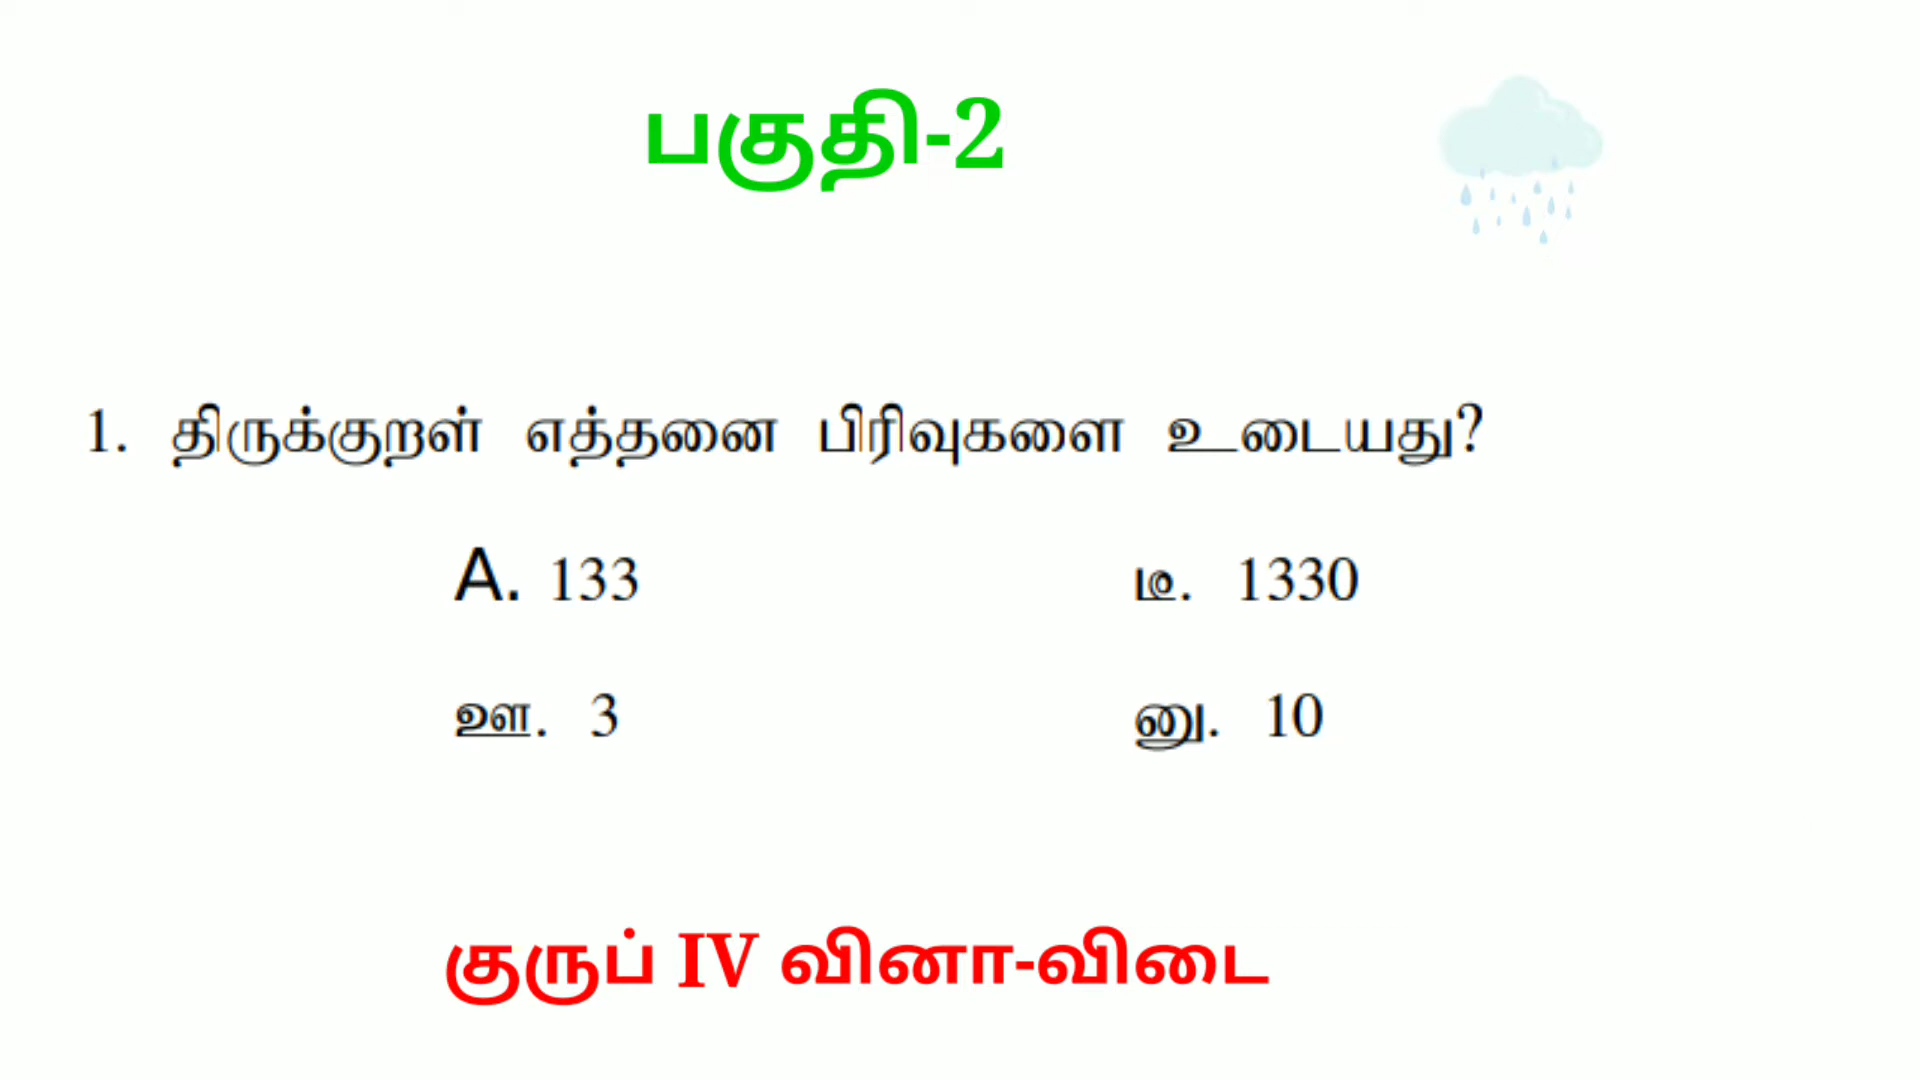 பகுதி-2
1. திருக்குறள் எத்தனை பிரிவுகளை உடையது?
A. 133 டீ. 1330
ஊ. 3 னு. 10
குருப் IV வினா-விடை